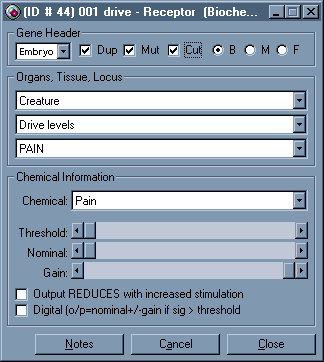 (ID # 44) 001 drive - Receptor (Bioche...
Gene Header
Embryo Dup Mut Cut B M F
Organs, Tissue, Locus
Creature
Drive levels
PAIN
Chemical Information
Chemical: Pain
Threshold:
Nominal:
Gain:
Output REDUCES with increased stimulation
Digital (o/p=nominal+/-gain if sig > threshold
Notes Cancel Close